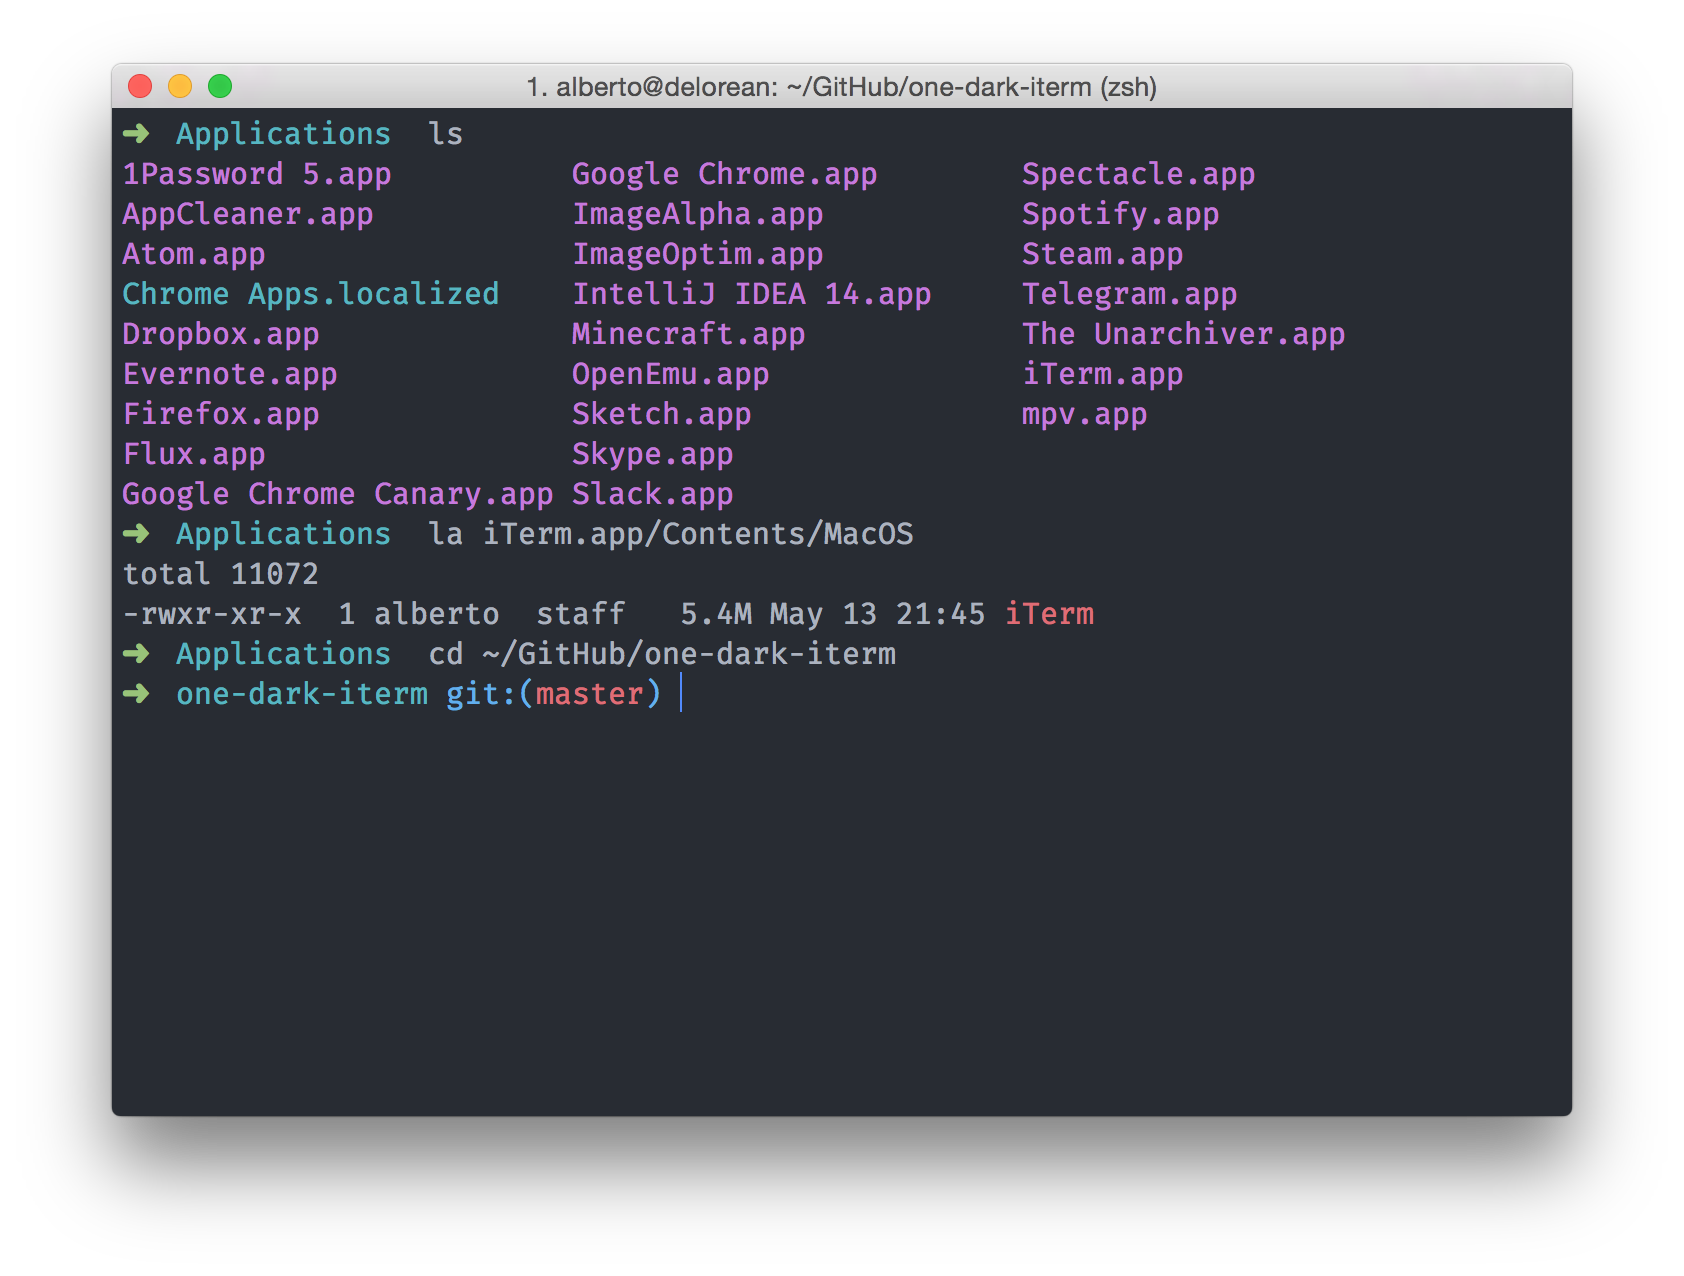 1. alberto@delorean: ~/GitHub/one-dark-iterm (zsh)
➜  Applications  ls
1Password 5.app          Google Chrome.app        Spectacle.app
AppCleaner.app           ImageAlpha.app           Spotify.app
Atom.app                 ImageOptim.app           Steam.app
Chrome Apps.localized    IntelliJ IDEA 14.app     Telegram.app
Dropbox.app              Minecraft.app            The Unarchiver.app
Evernote.app             OpenEmu.app              iTerm.app
Firefox.app              Sketch.app               mpv.app
Flux.app                 Skype.app
Google Chrome Canary.app Slack.app
➜  Applications  la iTerm.app/Contents/MacOS
total 11072
-rwxr-xr-x  1 alberto  staff   5.4M May 13 21:45 iTerm
➜  Applications  cd ~/GitHub/one-dark-iterm
➜  one-dark-iterm git:(master)